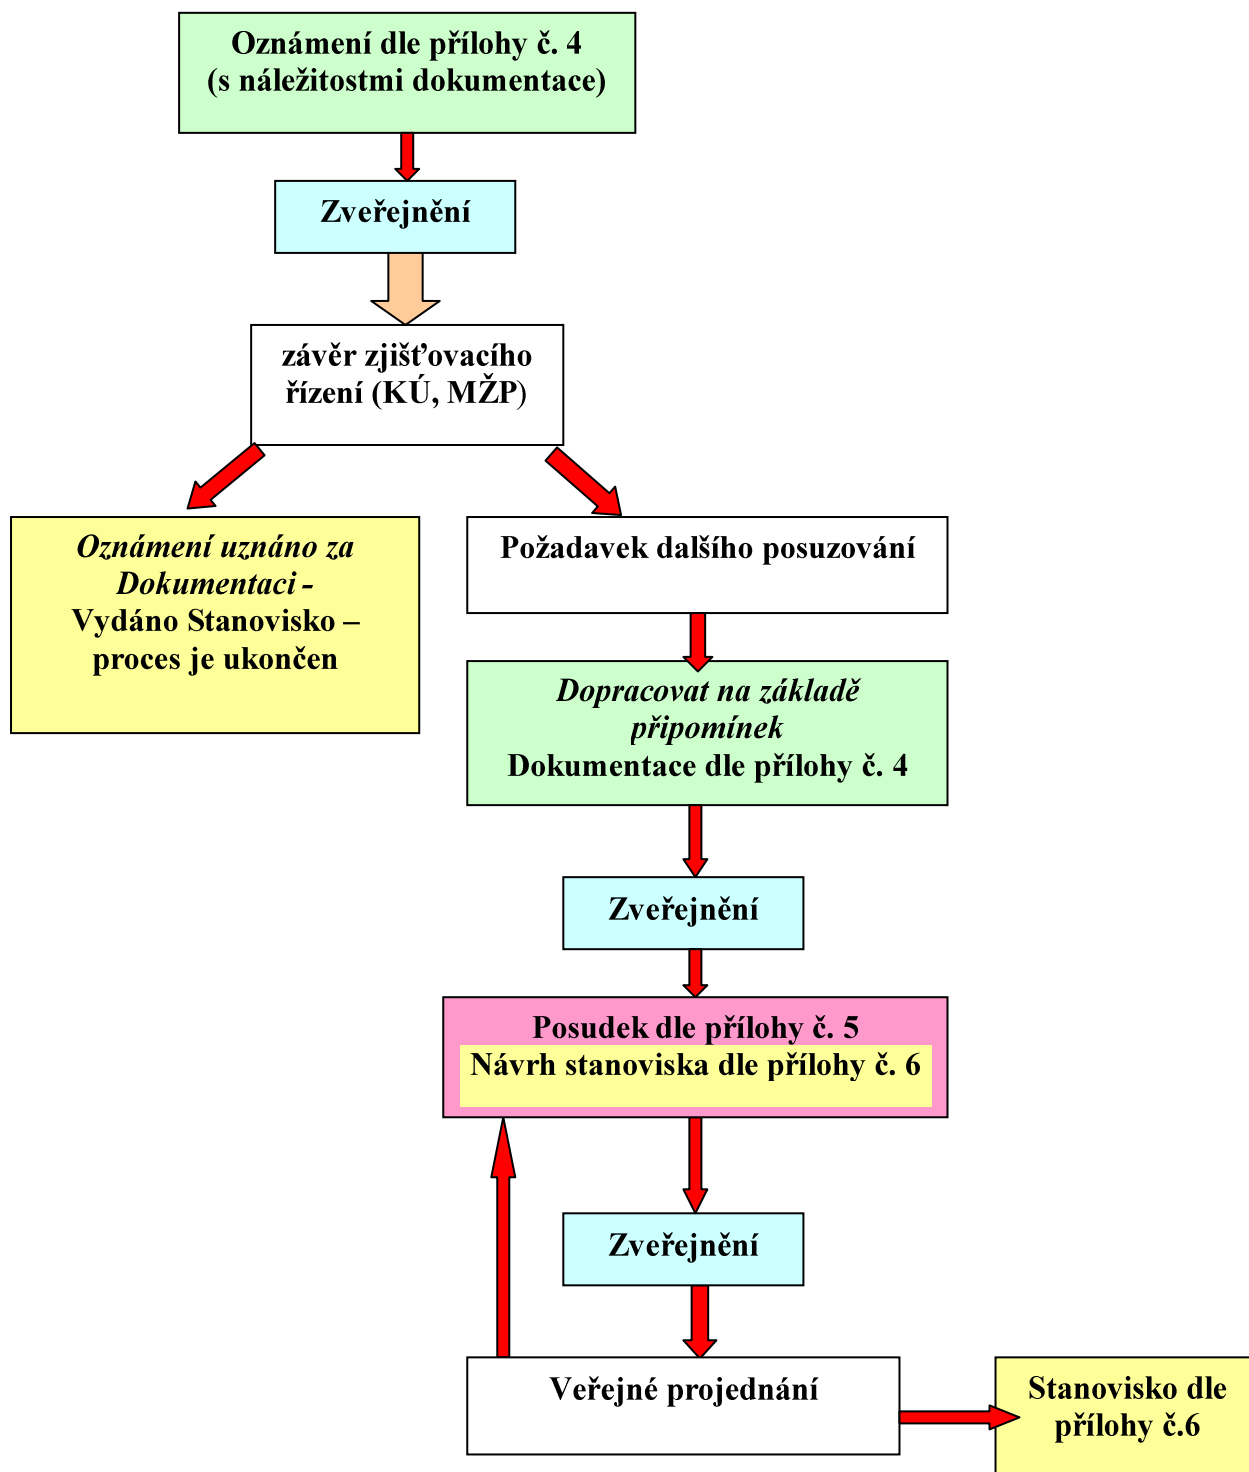 Oznámení dle přílohy č. 4
(s náležitostmi dokumentace)
Zveřejnění
závěr zjišťovacího
řízení (KÚ, MŽP)
Oznámení uznáno za
Dokumentaci -
Vydáno Stanovisko –
proces je ukončen
Požadavek dalšího posuzování
Dopracovat na základě
připomínek
Dokumentace dle přílohy č. 4
Zveřejnění
Posudek dle přílohy č. 5
Návrh stanoviska dle přílohy č. 6
Zveřejnění
Veřejné projednání
Stanovisko dle
přílohy č.6